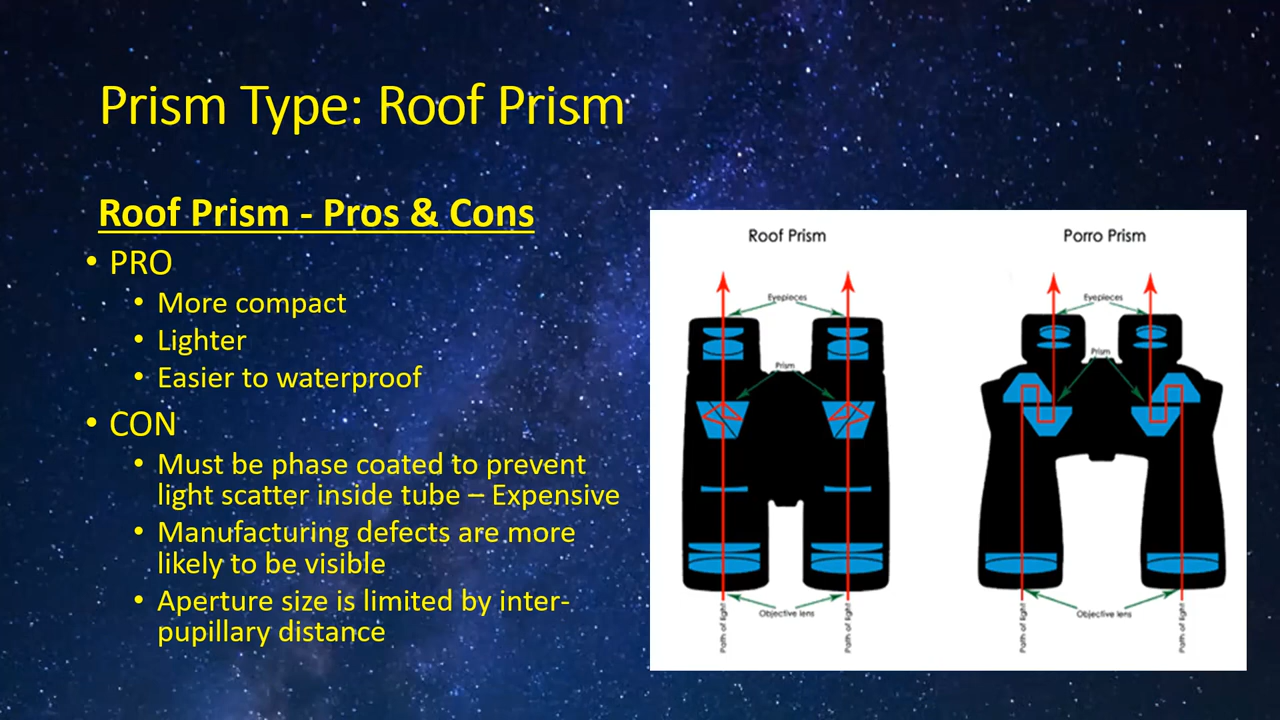 Prism Type: Roof Prism
Roof Prism - Pros & Cons
• PRO
• More compact
• Lighter
• Easier to waterproof
• CON
• Must be phase coated to prevent
light scatter inside tube – Expensive
• Manufacturing defects are more
likely to be visible
• Aperture size is limited by inter-
pupillary distance
Roof Prism
Eyepieces
Prism
Objective lens
Path of light
Path of light
Porro Prism
Eyepieces
Prism
Objective lens
Path of light
Path of light